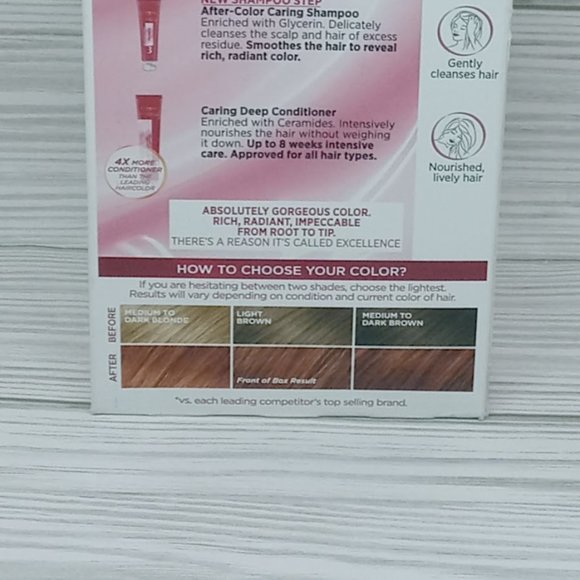 NEW SHAMPOO STEP
After-Color Caring Shampoo
Enriched with Glycerin. Delicately
cleanses the scalp and hair of excess
residue. Smoothes the hair to reveal
rich, radiant color.
Gently
cleanses hair
Caring Deep Conditioner
Enriched with Ceramides. Intensively
nourishes the hair without weighing
it down. Up to 8 weeks intensive
care. Approved for all hair types.
4X MORE
CONDITIONER
THAN THE
LEADING
HAIRCOLOR
Nourished,
lively hair
ABSOLUTELY GORGEOUS COLOR.
RICH, RADIANT, IMPECCABLE
FROM ROOT TO TIP.
THERE'S A REASON IT'S CALLED EXCELLENCE
HOW TO CHOOSE YOUR COLOR?
If you are hesitating between two shades, choose the lightest.
Results will vary depending on condition and current color of hair.
BEFORE
MEDIUM TO
DARK BLONDE
LIGHT
BROWN
MEDIUM TO
DARK BROWN
AFTER
Front of Box Result
*vs. each leading competitor's top selling brand.